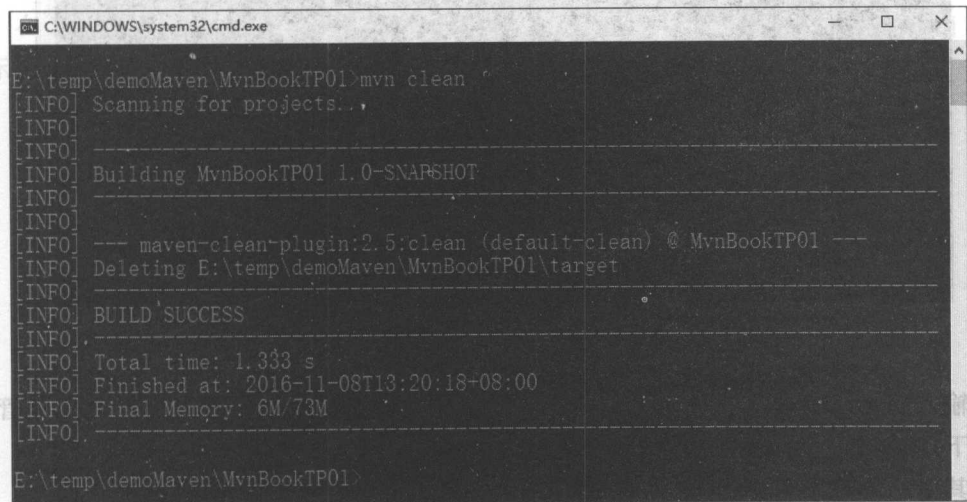 C:\WINDOWS\system32\cmd.exe
E:\temp\demoMaven\MvnBookTP01>mvn clean
[INFO] Scanning for projects...
[INFO]
[INFO] ------------------------------------------------------------------------
[INFO] Building MvnBookTP01 1.0-SNAPSHOT
[INFO] ------------------------------------------------------------------------
[INFO]
[INFO] --- maven-clean-plugin:2.5:clean (default-clean) @ MvnBookTP01 ---
[INFO] Deleting E:\temp\demoMaven\MvnBookTP01\target
[INFO] ------------------------------------------------------------------------
[INFO] BUILD SUCCESS
[INFO] ------------------------------------------------------------------------
[INFO] Total time: 1.333 s
[INFO] Finished at: 2016-11-08T13:20:18+08:00
[INFO] Final Memory: 6M/73M
[INFO] ------------------------------------------------------------------------
E:\temp\demoMaven\MvnBookTP01>